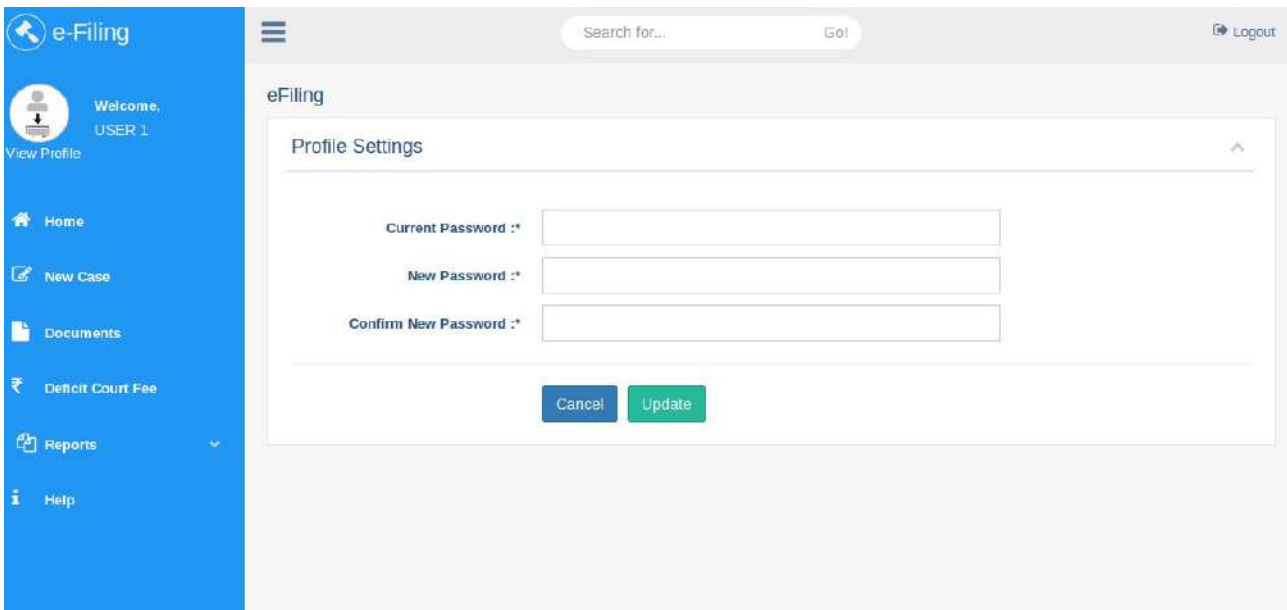 e-Filing
Search for... Go!
Logout
Welcome,
USER 1
View Profile
Home
New Case
Documents
Deficit Court Fee
Reports
Help
eFiling
Profile Settings
Current Password :*
New Password :*
Confirm New Password :*
Cancel Update